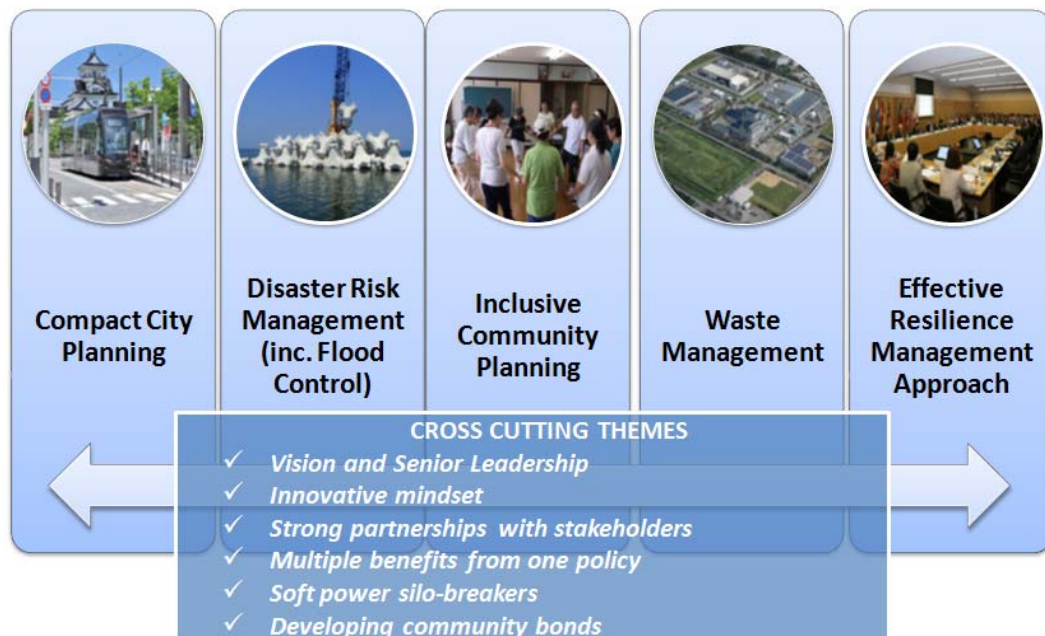 Compact City
Planning
Disaster Risk
Management
(inc. Flood
Control)
Inclusive
Community
Planning
Waste
Management
Effective
Resilience
Management
Approach
CROSS CUTTING THEMES
✓ Vision and Senior Leadership
✓ Innovative mindset
✓ Strong partnerships with stakeholders
✓ Multiple benefits from one policy
✓ Soft power silo-breakers
✓ Developing community bonds